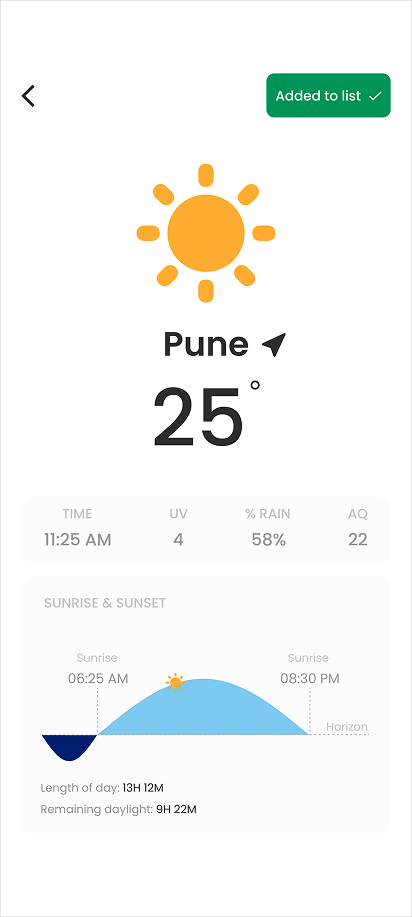 Added to list
Pune
25°
TIME UV % RAIN AQ
11:25 AM 4 58% 22
SUNRISE & SUNSET
Sunrise Sunrise
06:25 AM 08:30 PM
Horizon
Length of day: 13H 12M
Remaining daylight: 9H 22M